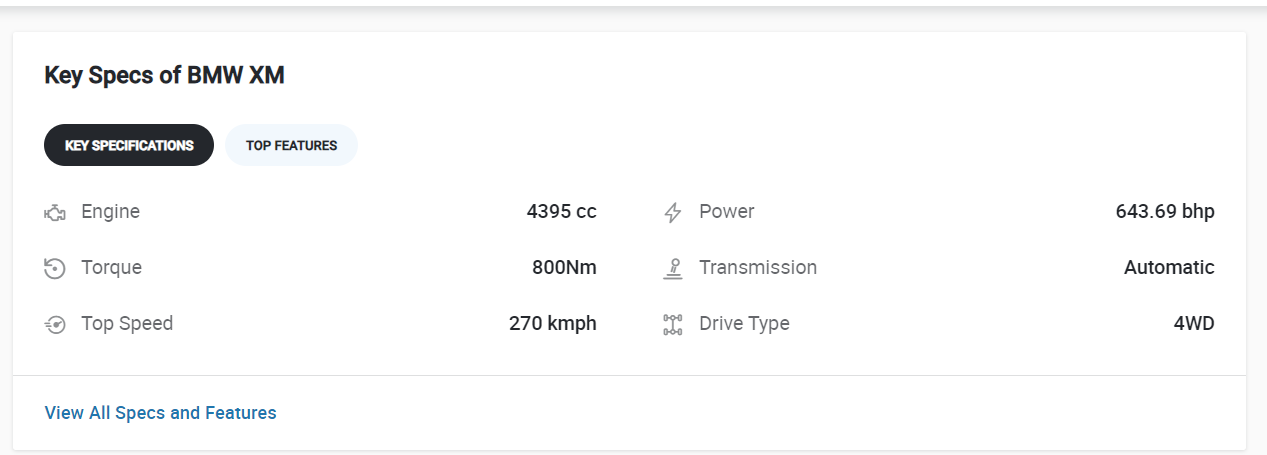 Key Specs of BMW XM
KEY SPECIFICATIONS TOP FEATURES
Engine 4395 cc Power 643.69 bhp
Torque 800Nm Transmission Automatic
Top Speed 270 kmph Drive Type 4WD
View All Specs and Features